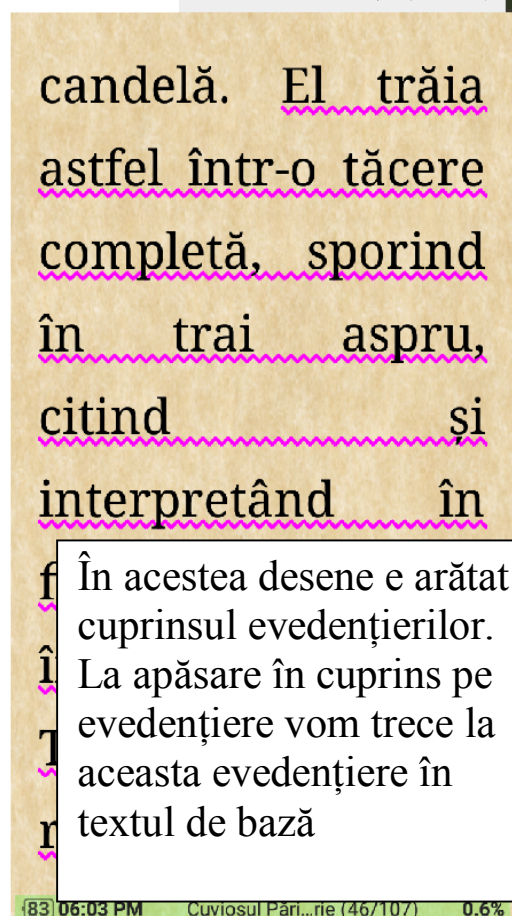 candelă. El trăia
astfel într-o tăcere
completă, sporind
în trai aspru,
citind și
interpretând în
f
î
T
r
În acestea desene e arătat
cuprinsul evedențierilor.
La apăsare în cuprins pe
evedențiere vom trece la
aceasta evedențiere în
textul de bază
83 06:03 PM Cuviosul Pări...rie (46/107) 0.6%